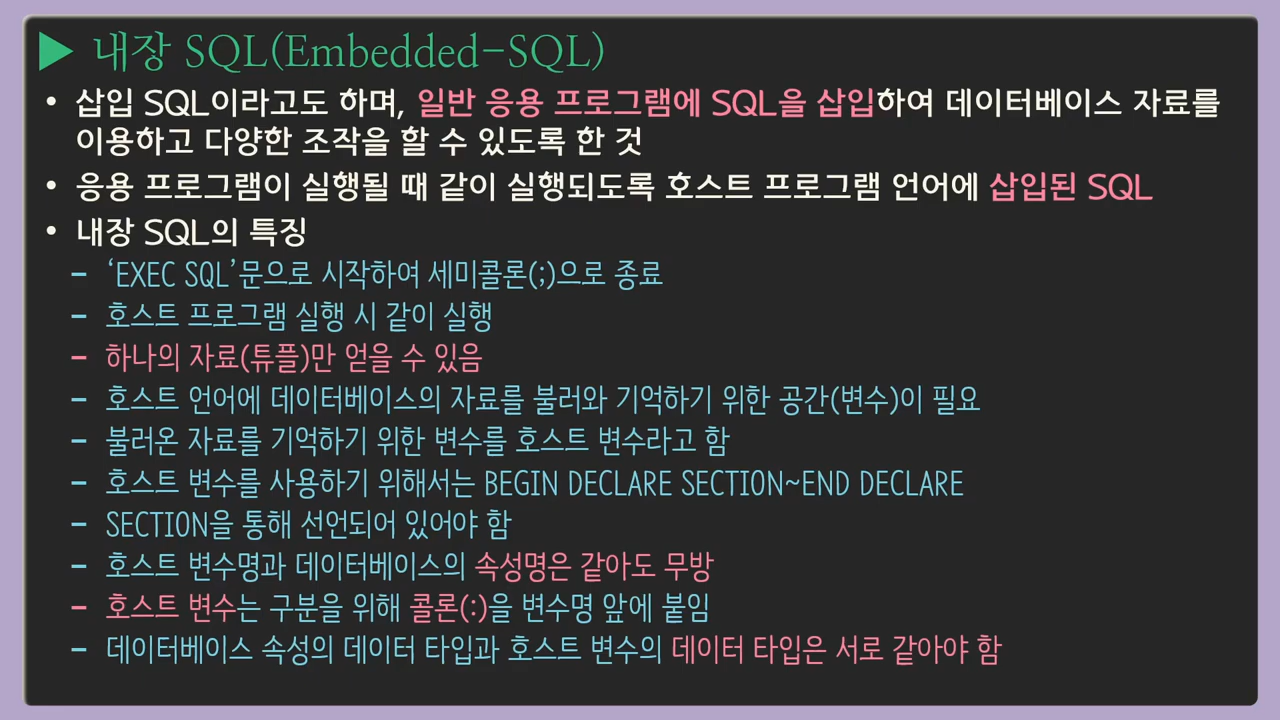 ▶ 내장 SQL(Embedded-SQL)
• 삽입 SQL이라고도 하며, 일반 응용 프로그램에 SQL을 삽입하여 데이터베이스 자료를
이용하고 다양한 조작을 할 수 있도록 한 것
• 응용 프로그램이 실행될 때 같이 실행되도록 호스트 프로그램 언어에 삽입된 SQL
• 내장 SQL의 특징
– ‘EXEC SQL’문으로 시작하여 세미콜론(;)으로 종료
– 호스트 프로그램 실행 시 같이 실행
– 하나의 자료(튜플)만 얻을 수 있음
– 호스트 언어에 데이터베이스의 자료를 불러와 기억하기 위한 공간(변수)이 필요
– 불러온 자료를 기억하기 위한 변수를 호스트 변수라고 함
– 호스트 변수를 사용하기 위해서는 BEGIN DECLARE SECTION~END DECLARE
– SECTION을 통해 선언되어 있어야 함
– 호스트 변수명과 데이터베이스의 속성명은 같아도 무방
– 호스트 변수는 구분을 위해 콜론(:)을 변수명 앞에 붙임
– 데이터베이스 속성의 데이터 타입과 호스트 변수의 데이터 타입은 서로 같아야 함